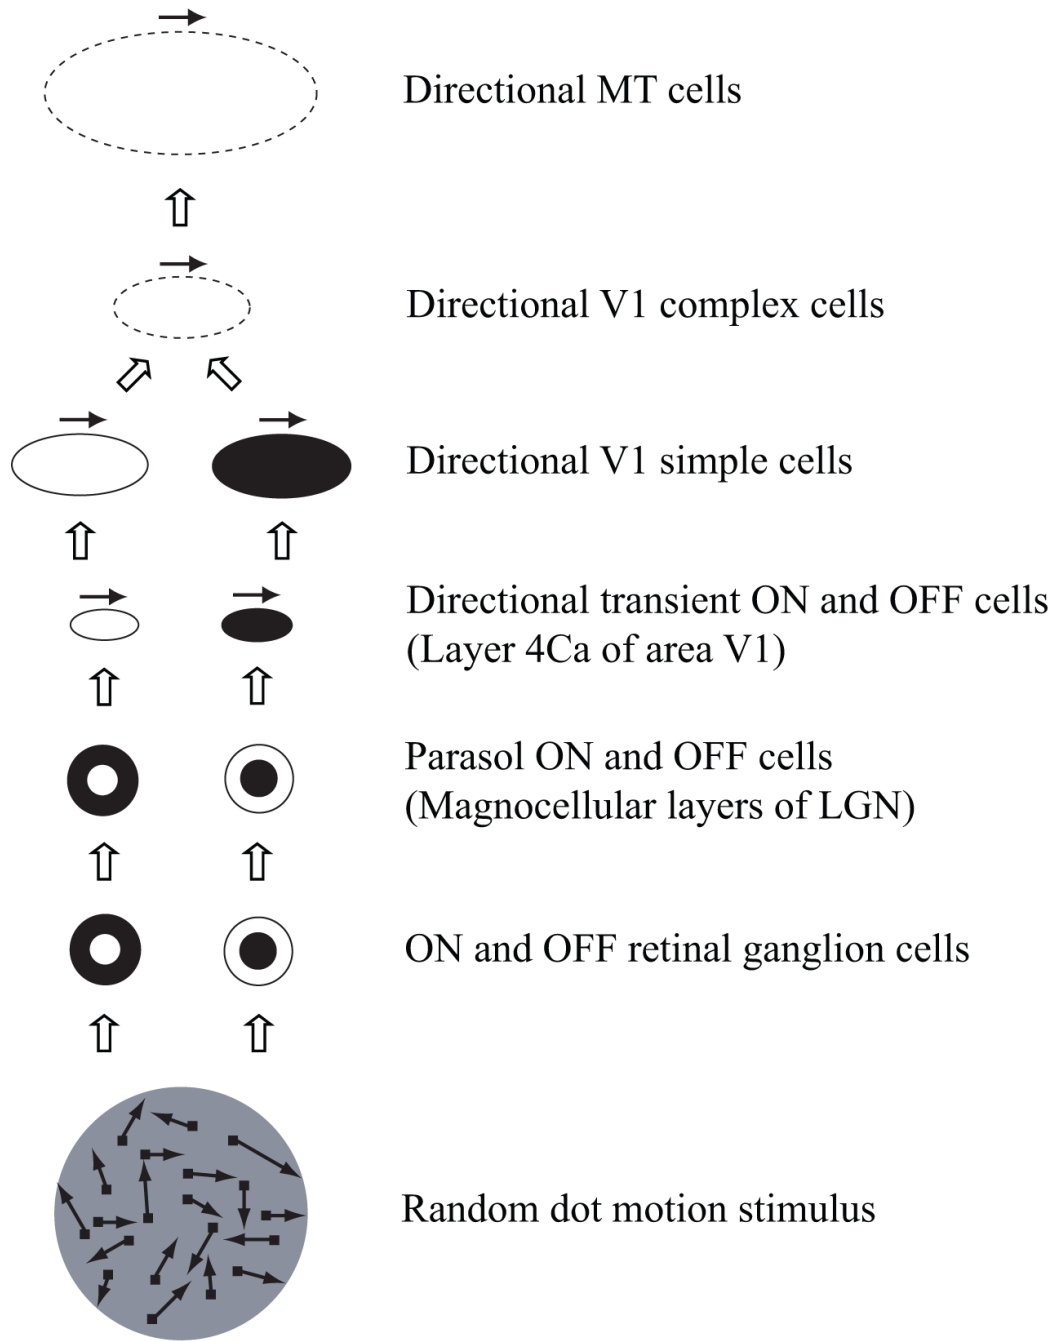 Directional MT cells
Directional V1 complex cells
Directional V1 simple cells
Directional transient ON and OFF cells
(Layer 4Ca of area V1)
Parasol ON and OFF cells
(Magnocellular layers of LGN)
ON and OFF retinal ganglion cells
Random dot motion stimulus